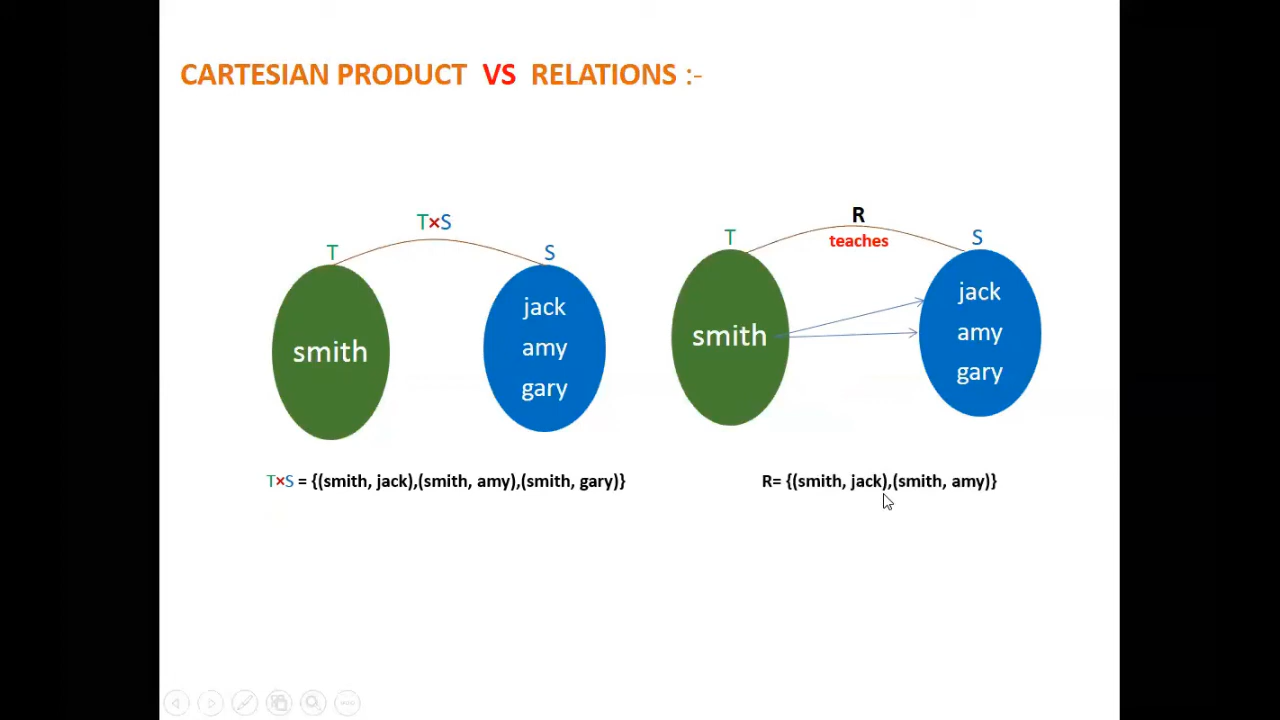 CARTESIAN PRODUCT VS RELATIONS :-
T×S
T
S
smith
jack
amy
gary
T×S = {(smith, jack),(smith, amy),(smith, gary)}
R
teaches
T
S
smith
jack
amy
gary
R= {(smith, jack),(smith, amy)}